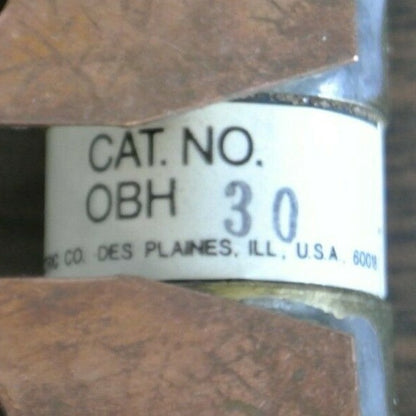 CAT. NO.
OBH 30
CO. DES PLAINES, ILL, U.S.A. 60018